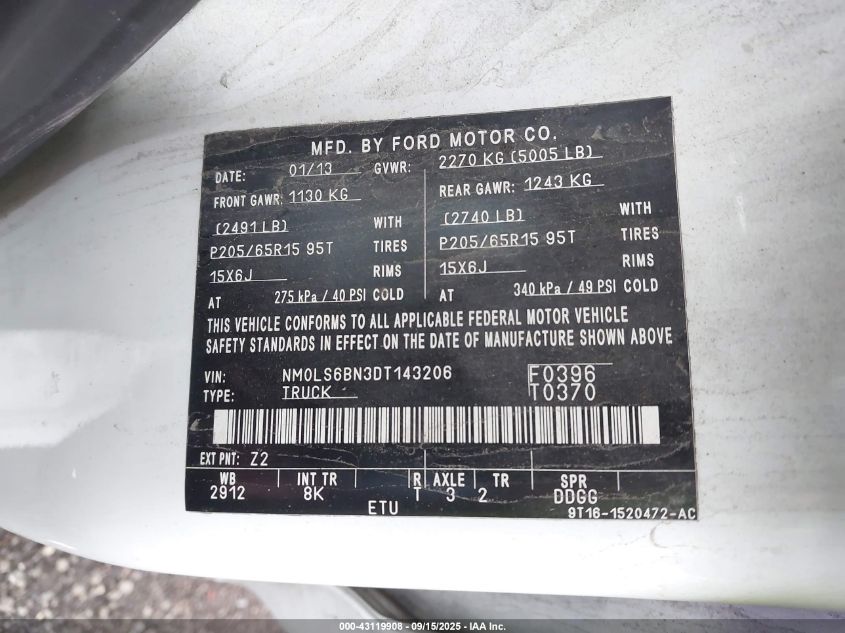 MFD. BY FORD MOTOR CO.
DATE: 01/13 GVWR: 2270 KG (5005 LB)
FRONT GAWR: 1130 KG REAR GAWR: 1243 KG
(2491 LB) WITH (2740 LB) WITH
P205/65R15 95T TIRES P205/65R15 95T TIRES
15X6J RIMS 15X6J RIMS
AT 275 kPa / 40 PSI COLD AT 340 kPa / 49 PSI COLD
THIS VEHICLE CONFORMS TO ALL APPLICABLE FEDERAL MOTOR VEHICLE
SAFETY STANDARDS IN EFFECT ON THE DATE OF MANUFACTURE SHOWN ABOVE
VIN: NM0LS6BN3DT143206 F0396
TYPE: TRUCK T0370
EXT PNT: Z2
WB INT TR R AXLE TR SPR
2912 8K T 3 2 DDGG
ETU 9T16-1520472-AC
000-43119908 - 09/15/2025 - IAA Inc.